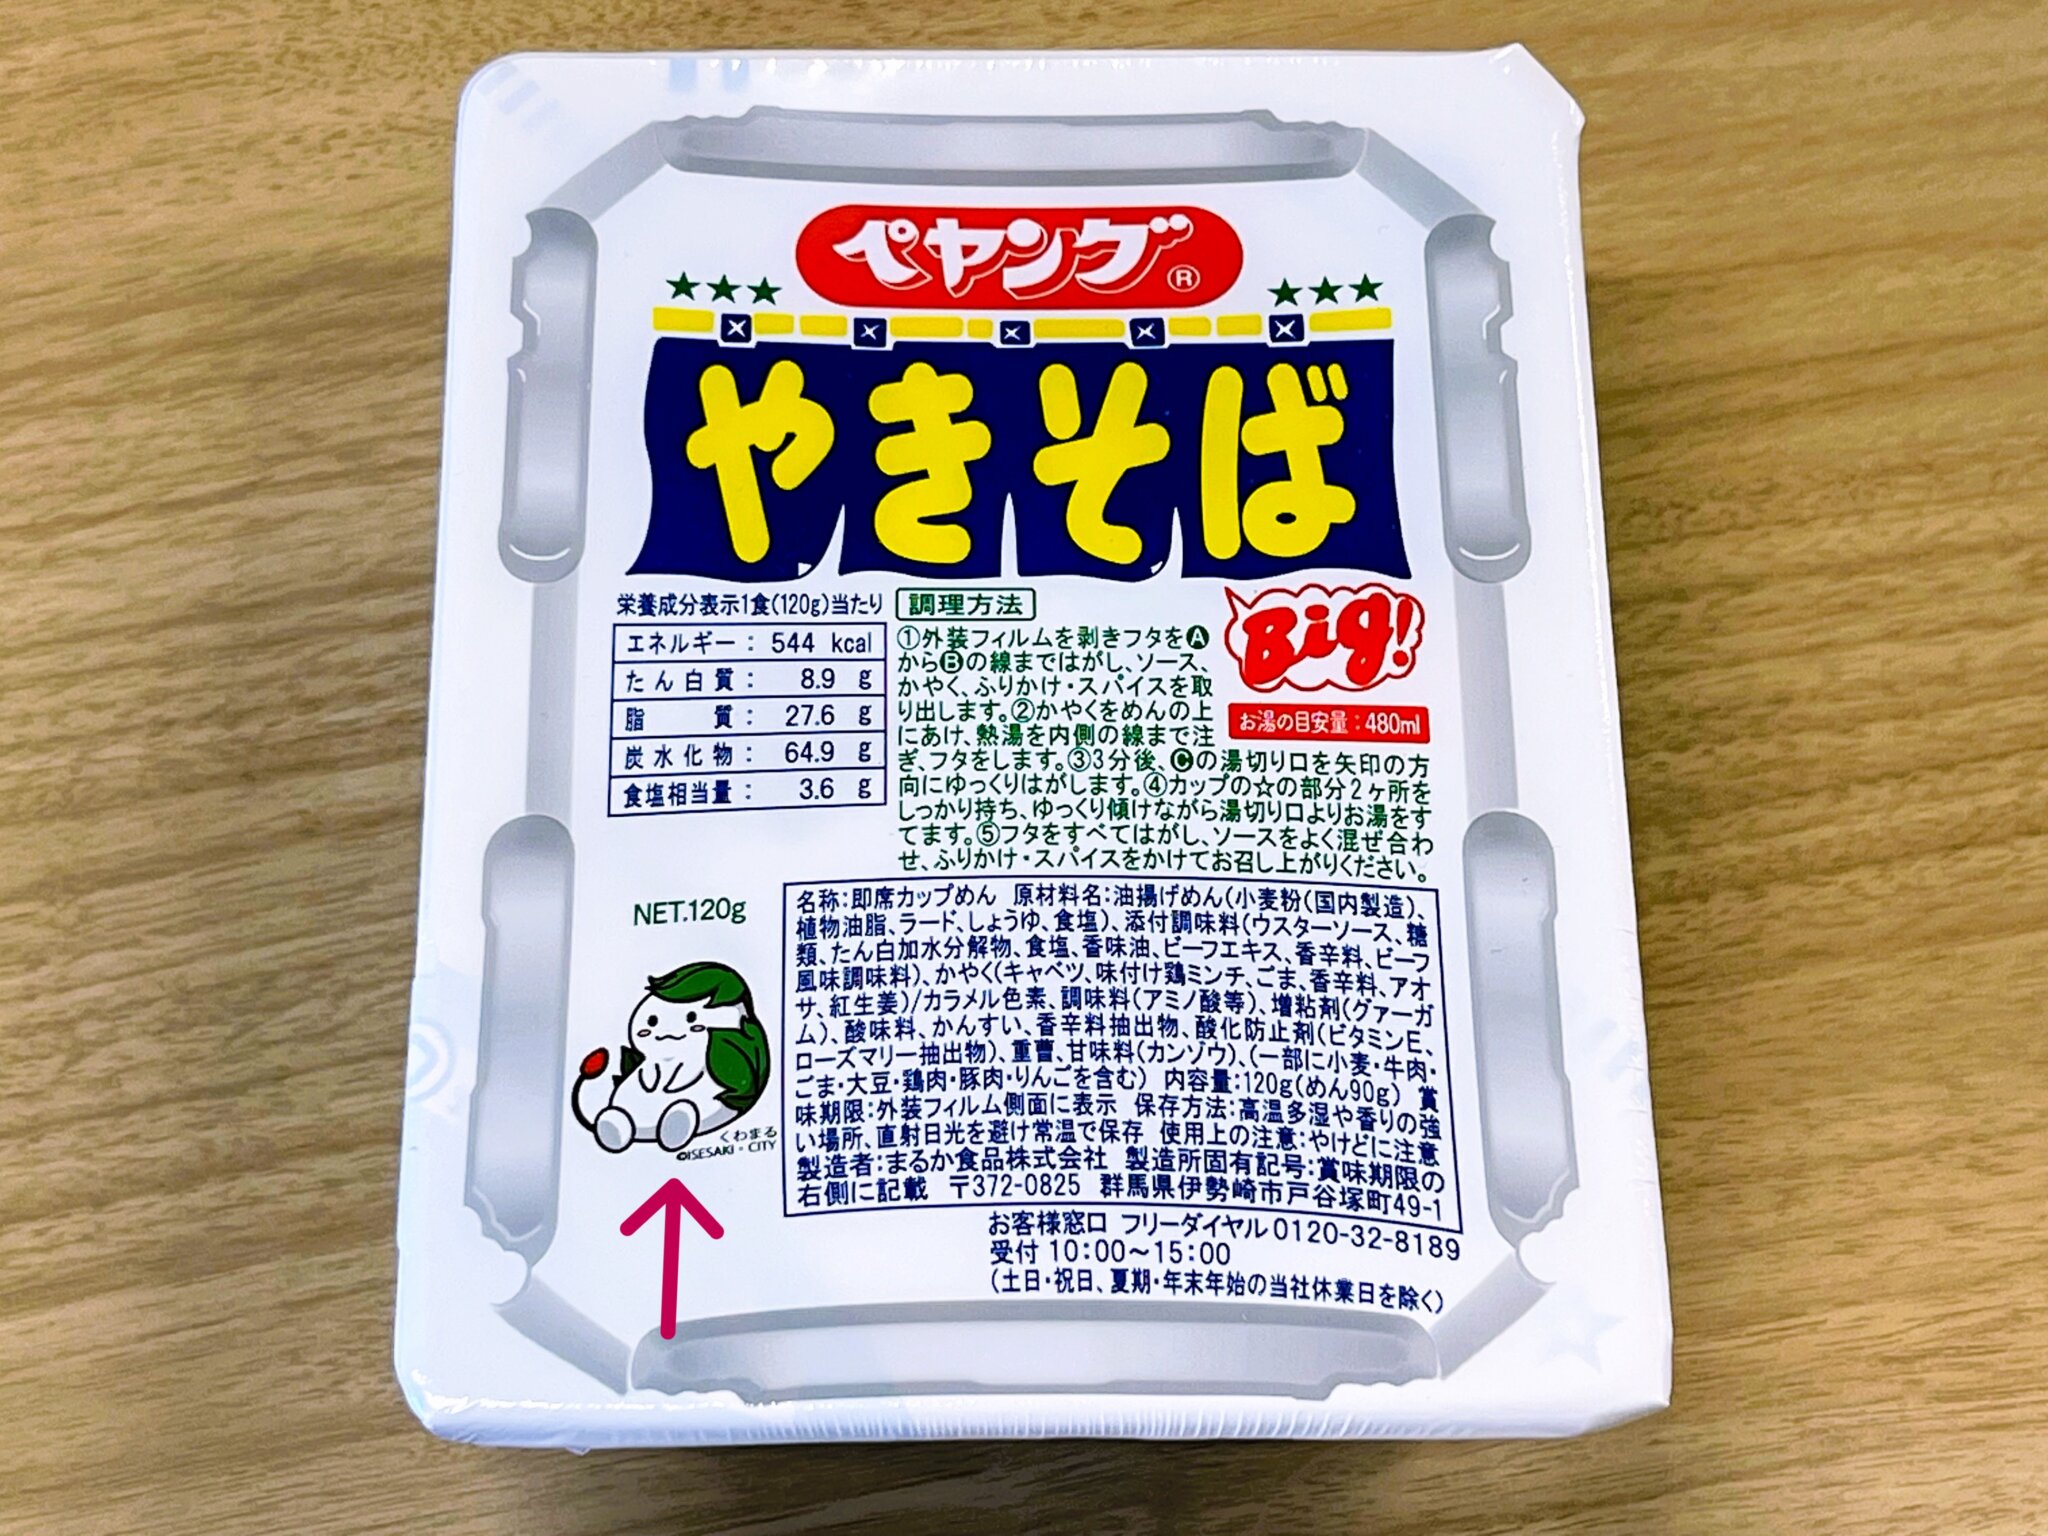 ペヤング®
★★★ ★★★
やきそば
Big!
お湯の目安量:480ml
栄養成分表示1食(120g)当たり
エネルギー: 544 kcal
たん白質: 8.9 g
脂質: 27.6 g
炭水化物: 64.9 g
食塩相当量: 3.6 g
調理方法
①外装フィルムを剥きフタをA
からBの線まではがし、ソース、
かやく、ふりかけ・スパイスを取
り出します。②かやくをめんの上
にあけ、熱湯を内側の線まで注
ぎ、フタをします。③3分後、Cの湯切り口を矢印の方
向にゆっくりはがします。④カップの☆の部分2ヶ所を
しっかり持ち、ゆっくり傾けながら湯切り口よりお湯をす
てます。⑤フタをすべてはがし、ソースをよく混ぜ合わ
せ、ふりかけ・スパイスをかけてお召し上がりください。
NET.120g
くわまる
©ISESAKI・CITY
名称:即席カップめん 原材料名:油揚げめん(小麦粉(国内製造)、
植物油脂、ラード、しょうゆ、食塩)、添付調味料(ウスターソース、糖
類、たん白加水分解物、食塩、香味油、ビーフエキス、香辛料、ビーフ
風味調味料)、かやく(キャベツ、味付け鶏ミンチ、ごま、香辛料、アオ
サ、紅生姜)/カラメル色素、調味料(アミノ酸等)、増粘剤(グァーガ
ム)、酸味料、かんすい、香辛料抽出物、酸化防止剤(ビタミンE、
ローズマリー抽出物)、重曹、甘味料(カンゾウ)、(一部に小麦・牛肉・
ごま・大豆・鶏肉・豚肉・りんごを含む) 内容量:120g(めん90g) 賞
味期限:外装フィルム側面に表示 保存方法:高温多湿や香りの強
い場所、直射日光を避け常温で保存 使用上の注意:やけどに注意
製造者:まるか食品株式会社 製造所固有記号:賞味期限の
右側に記載 〒372-0825 群馬県伊勢崎市戸谷塚町49-1
お客様窓口 フリーダイヤル0120-32-8189
受付 10:00~15:00
(土日・祝日、夏期・年末年始の当社休業日を除く)